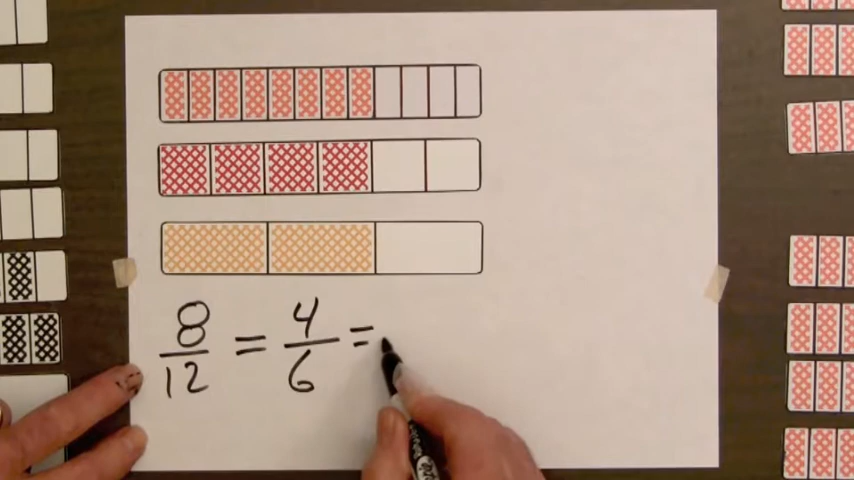 8/12 = 4/6 =